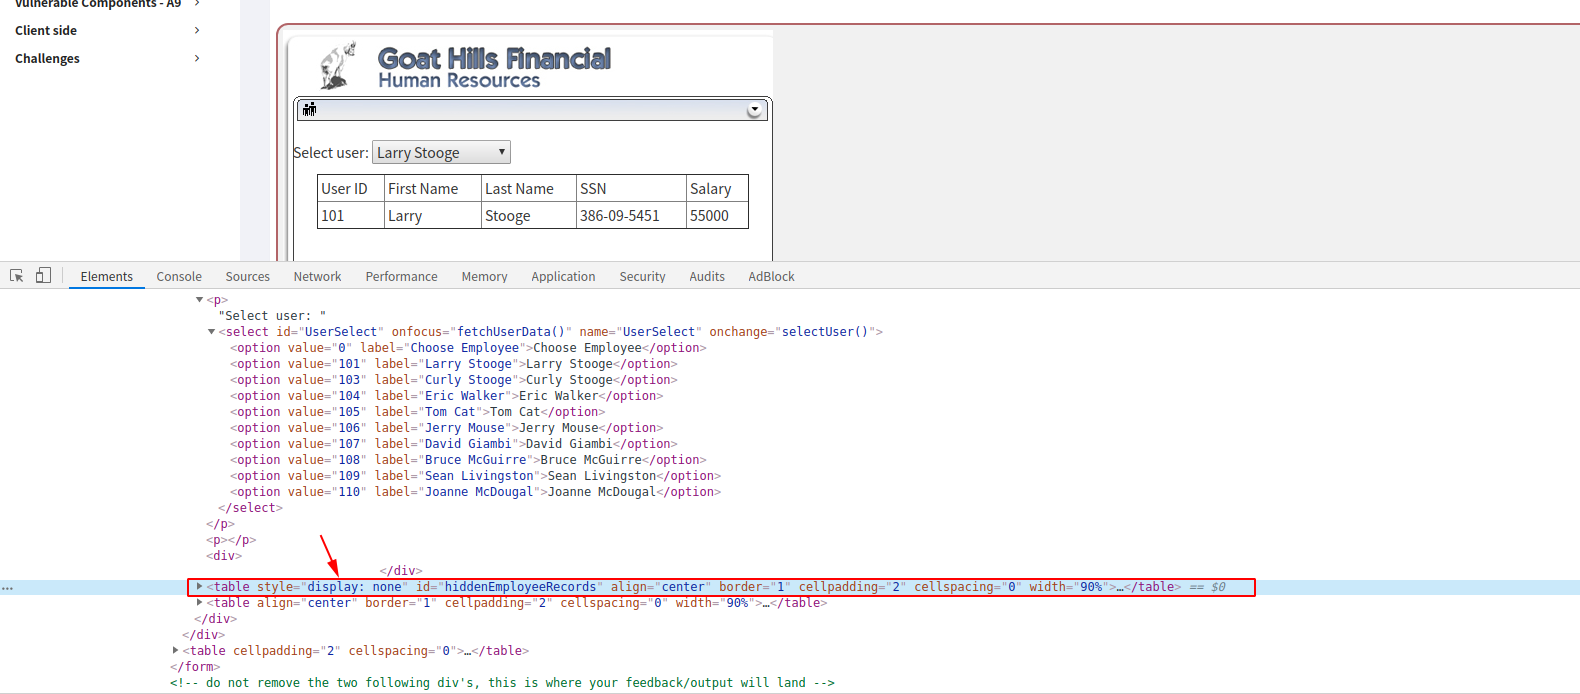 Vulnerable Components - A9
Client side
Challenges
Goat Hills Financial
Human Resources
Select user: Larry Stooge
User ID First Name Last Name SSN Salary
101 Larry Stooge 386-09-5451 55000
Elements Console Sources Network Performance Memory Application Security Audits AdBlock
<p>
"Select user: "
<select id="UserSelect" onfocus="fetchUserData()" name="UserSelect" onchange="selectUser()">
<option value="0" label="Choose Employee">Choose Employee</option>
<option value="101" label="Larry Stooge">Larry Stooge</option>
<option value="103" label="Curly Stooge">Curly Stooge</option>
<option value="104" label="Eric Walker">Eric Walker</option>
<option value="105" label="Tom Cat">Tom Cat</option>
<option value="106" label="Jerry Mouse">Jerry Mouse</option>
<option value="107" label="David Giambi">David Giambi</option>
<option value="108" label="Bruce McGuirre">Bruce McGuirre</option>
<option value="109" label="Sean Livingston">Sean Livingston</option>
<option value="110" label="Joanne McDougal">Joanne McDougal</option>
</select>
</p>
<p></p>
<div>
</div>
... <table style="display: none" id="hiddenEmployeeRecords" align="center" border="1" cellpadding="2" cellspacing="0" width="90%">…</table> == $0
<table align="center" border="1" cellpadding="2" cellspacing="0" width="90%">…</table>
</div>
</div>
<table cellpadding="2" cellspacing="0">…</table>
</form>
<!-- do not remove the two following div's, this is where your feedback/output will land -->